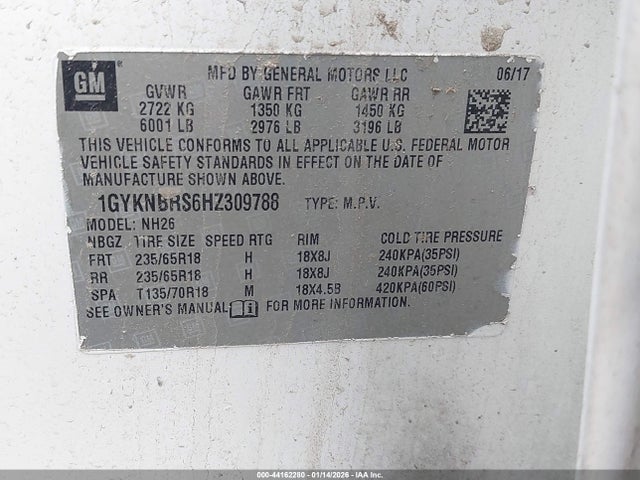 GM
MFD BY GENERAL MOTORS LLC 06/17
GVWR GAWR FRT GAWR RR
2722 KG 1350 KG 1450 KG
6001 LB 2976 LB 3196 LB
THIS VEHICLE CONFORMS TO ALL APPLICABLE U.S. FEDERAL MOTOR
VEHICLE SAFETY STANDARDS IN EFFECT ON THE DATE OF
MANUFACTURE SHOWN ABOVE.
1GYKNBRS6HZ309788 TYPE: M.P.V.
MODEL: NH26
NBGZ TIRE SIZE SPEED RTG RIM COLD TIRE PRESSURE
FRT 235/65R18 H 18X8J 240KPA(35PSI)
RR 235/65R18 H 18X8J 240KPA(35PSI)
SPA T135/70R18 M 18X4.5B 420KPA(60PSI)
SEE OWNER'S MANUAL FOR MORE INFORMATION.
000-44162280 - 01/14/2026 - IAAI.COM